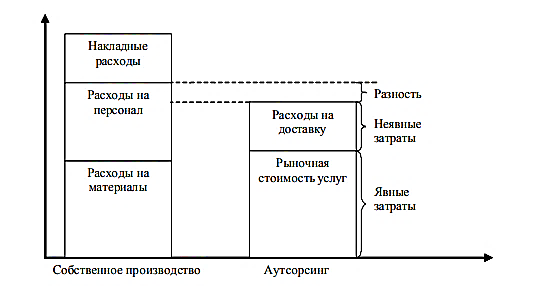 Накладные
расходы
Расходы на
персонал
Расходы на
материалы
Расходы на
доставку
Рыночная
стоимость услуг
Разность
Неявные
затраты
Явные
затраты
Собственное производство
Аутсорсинг